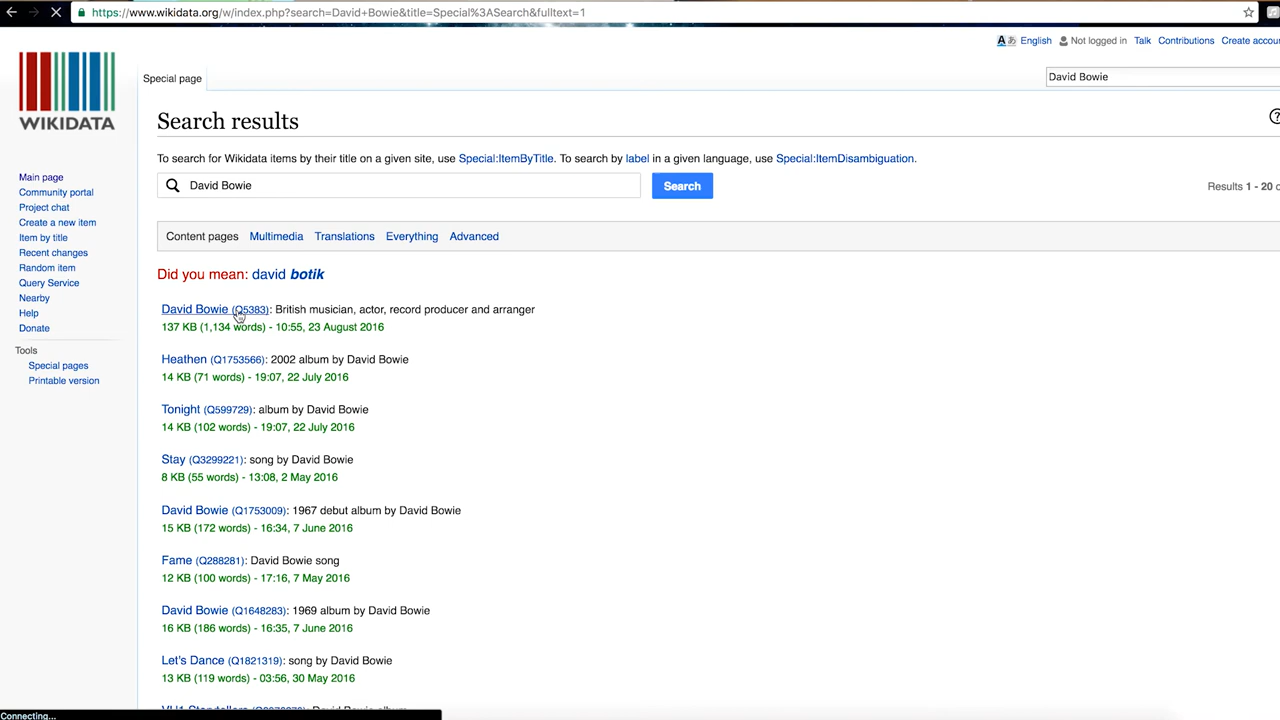 https://www.wikidata.org/w/index.php?search=David+Bowie&title=Special%3ASearch&fulltext=1
English Not logged in Talk Contributions Create accou
WIKIDATA
Special page
David Bowie
Search results
To search for Wikidata items by their title on a given site, use Special:ItemByTitle. To search by label in a given language, use Special:ItemDisambiguation.
David Bowie
Search
Results 1 - 20 o
Main page
Community portal
Project chat
Create a new item
Item by title
Recent changes
Random item
Query Service
Nearby
Help
Donate
Tools
Special pages
Printable version
Content pages Multimedia Translations Everything Advanced
Did you mean: david botik
David Bowie (Q5383): British musician, actor, record producer and arranger
137 KB (1,134 words) - 10:55, 23 August 2016
Heathen (Q1753566): 2002 album by David Bowie
14 KB (71 words) - 19:07, 22 July 2016
Tonight (Q599729): album by David Bowie
14 KB (102 words) - 19:07, 22 July 2016
Stay (Q3299221): song by David Bowie
8 KB (55 words) - 13:08, 2 May 2016
David Bowie (Q1753009): 1967 debut album by David Bowie
15 KB (172 words) - 16:34, 7 June 2016
Fame (Q288281): David Bowie song
12 KB (100 words) - 17:16, 7 May 2016
David Bowie (Q1648283): 1969 album by David Bowie
16 KB (186 words) - 16:35, 7 June 2016
Let's Dance (Q1821319): song by David Bowie
13 KB (119 words) - 03:56, 30 May 2016
Connecting...